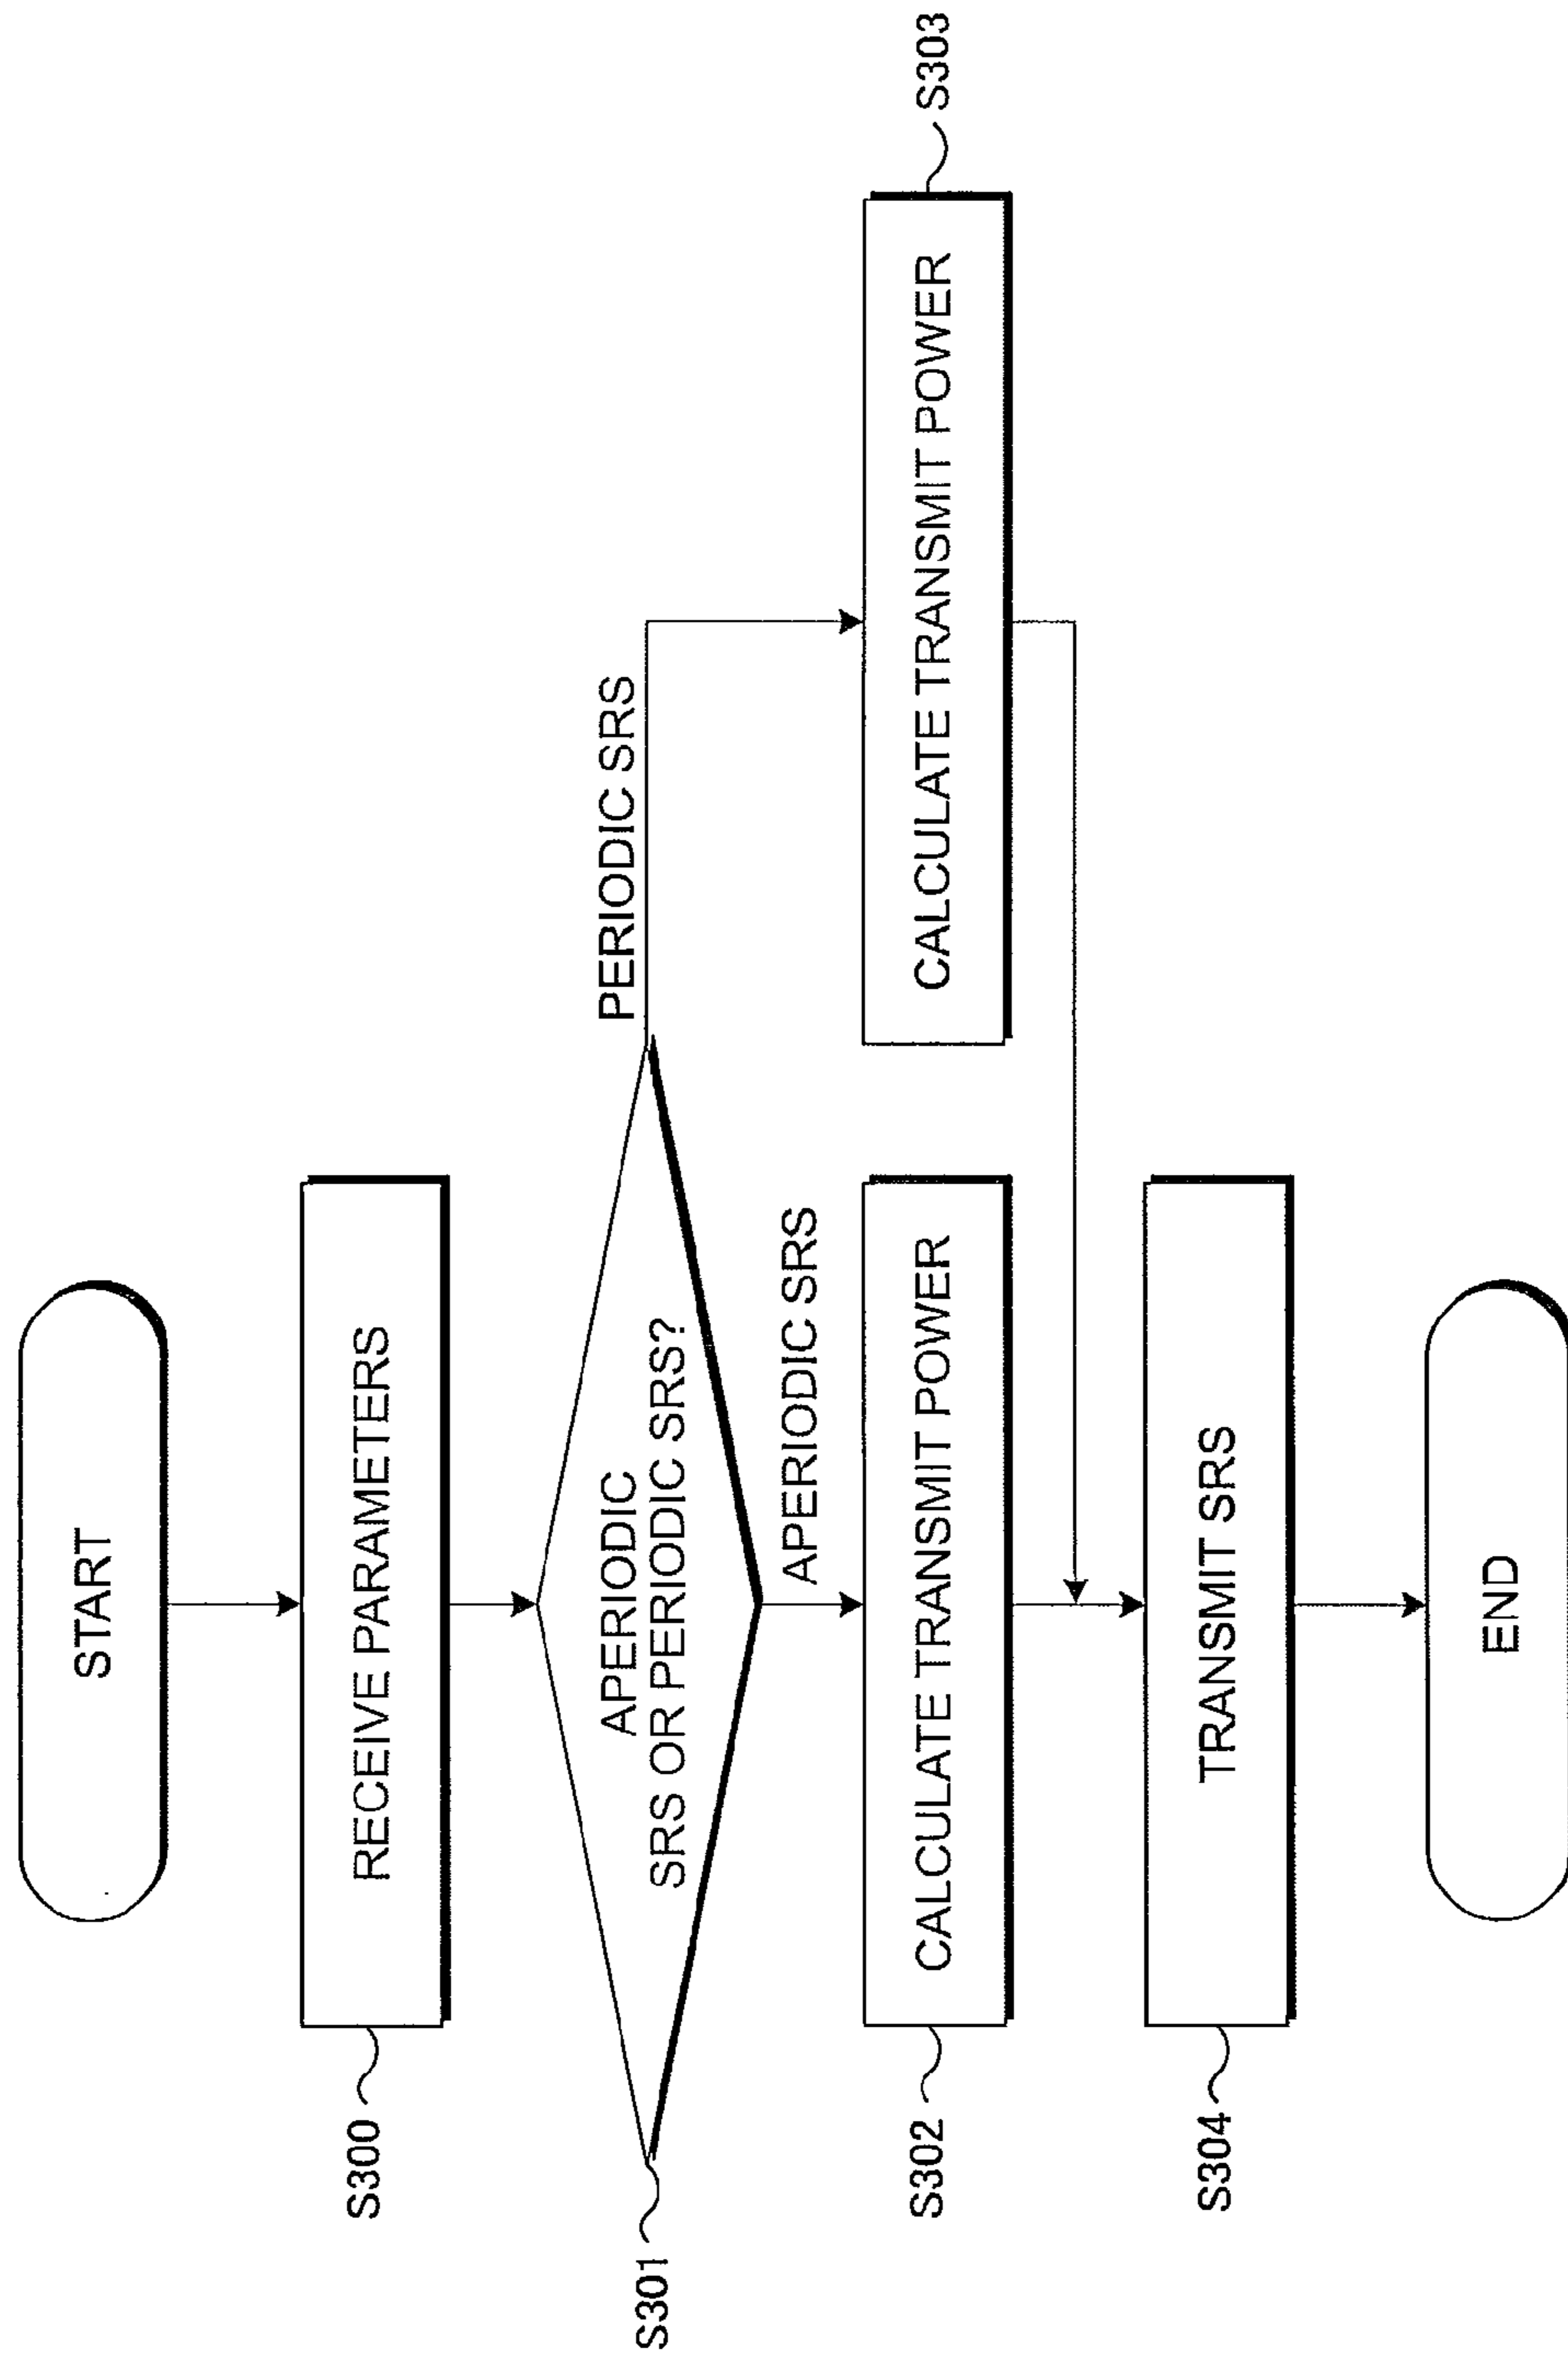 START
S300
RECEIVE PARAMETERS
S301
APERIODIC
SRS OR PERIODIC SRS?
PERIODIC SRS
APERIODIC SRS
S302
CALCULATE TRANSMIT POWER
CALCULATE TRANSMIT POWER
S303
S304
TRANSMIT SRS
END